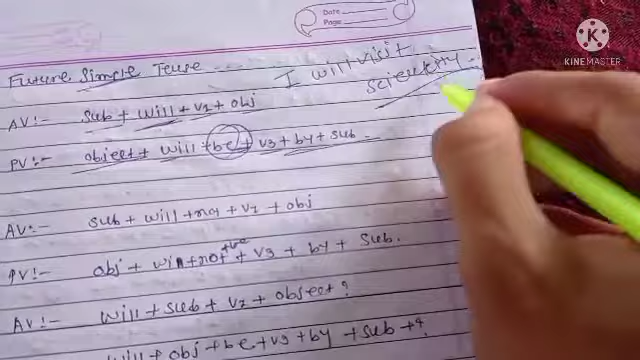 Date
Page
KINEMASTER
Future Simple Tense
I will visit
science city
AV:- sub + will + v1 + obj
PV:- object + will + be + v3 + by + sub
AV:- sub + will + not + v1 + obj
+be
PV:- obj + will + not + v3 + by + sub.
AV:- will + sub + v1 + object?
will + obj + be + v3 + by + sub + ?